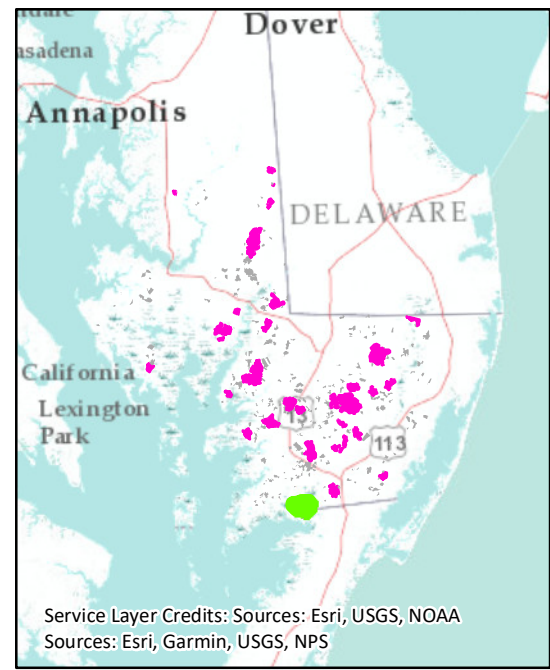 Dover
asadena
Annapolis
DELAWARE
California
Lexington
Park
13
113
Service Layer Credits: Sources: Esri, USGS, NOAA
Sources: Esri, Garmin, USGS, NPS